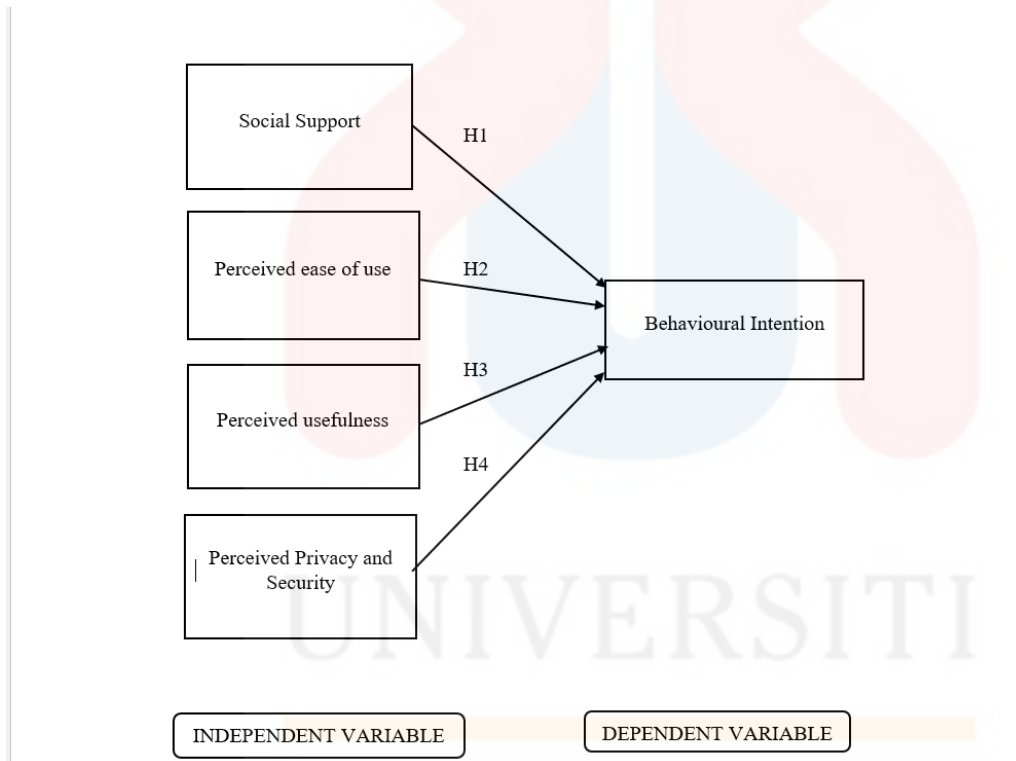 Social Support
H1
Perceived ease of use
H2
Behavioural Intention
H3
Perceived usefulness
H4
Perceived Privacy and
Security
UNIVERSITI
INDEPENDENT VARIABLE
DEPENDENT VARIABLE